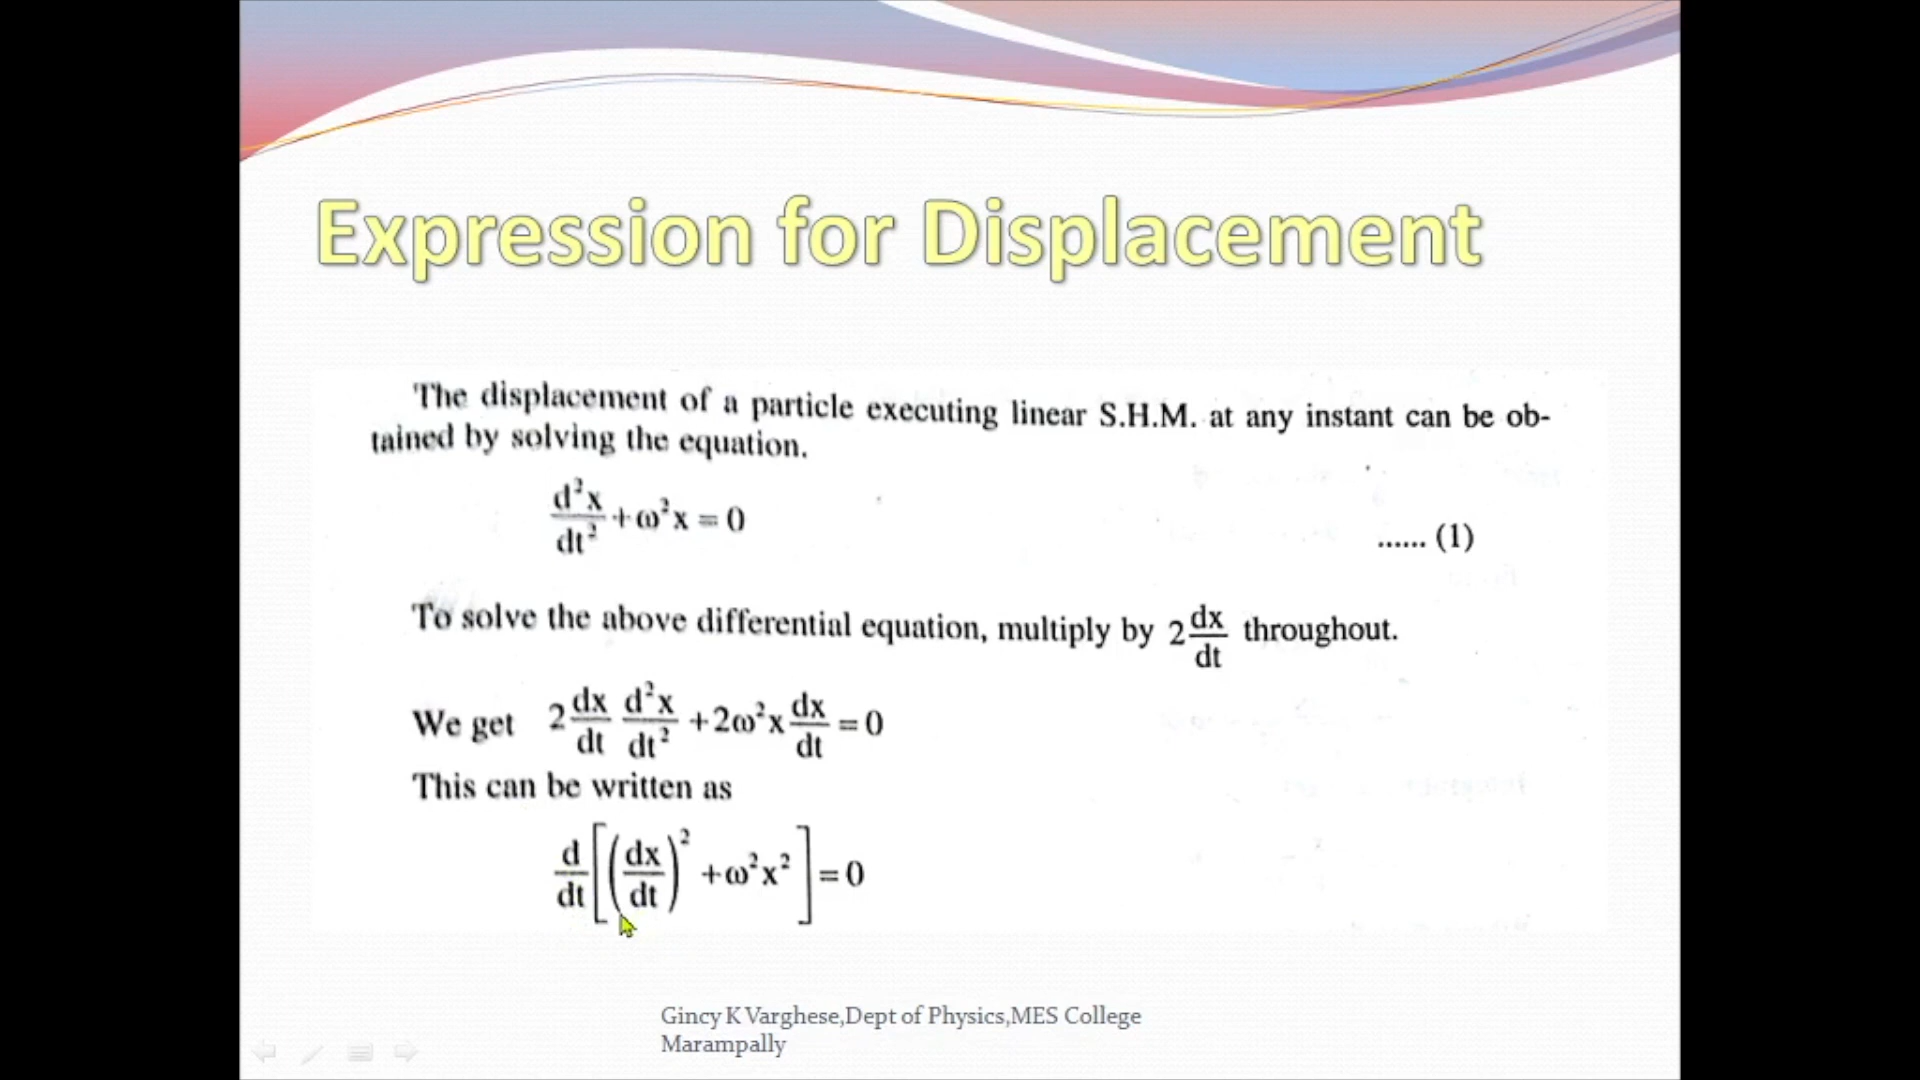 Expression for Displacement
The displacement of a particle executing linear S.H.M. at any instant can be ob-
tained by solving the equation.
d²x/dt² + ω²x = 0 ...... (1)
To solve the above differential equation, multiply by 2 dx/dt throughout.
We get 2 dx/dt d²x/dt² + 2ω²x dx/dt = 0
This can be written as
d/dt [(dx/dt)² + ω²x²] = 0
Gincy K Varghese,Dept of Physics,MES College
Marampally